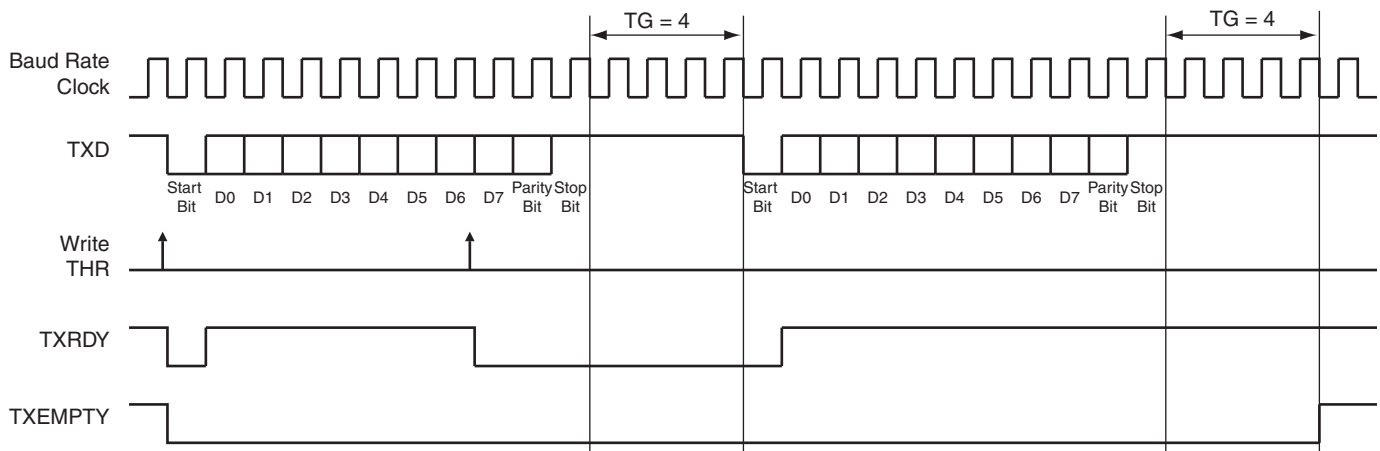 TG = 4
TG = 4
Baud Rate
Clock
TXD
Start
Bit
D0
D1
D2
D3
D4
D5
D6
D7
Parity
Bit
Stop
Bit
Start
Bit
D0
D1
D2
D3
D4
D5
D6
D7
Parity
Bit
Stop
Bit
Write
THR
TXRDY
TXEMPTY